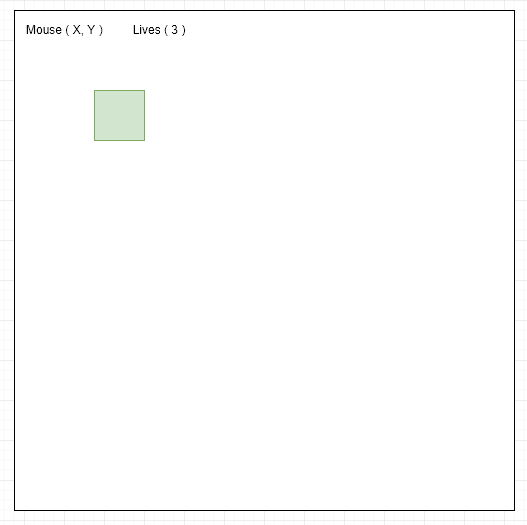 Mouse ( X, Y ) Lives ( 3 )